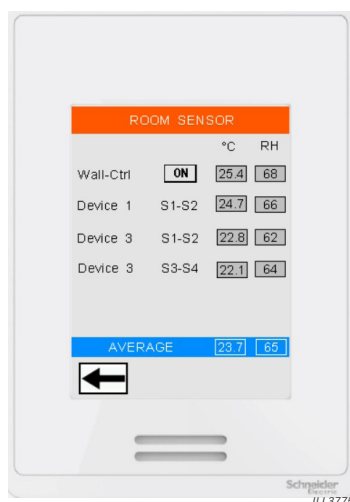 ROOM SENSOR
°C RH
Wall-Ctrl ON 25.4 68
Device 1 S1-S2 24.7 66
Device 3 S1-S2 22.8 62
Device 3 S3-S4 22.1 64
AVERAGE 23.7 65
Schneider
Electric